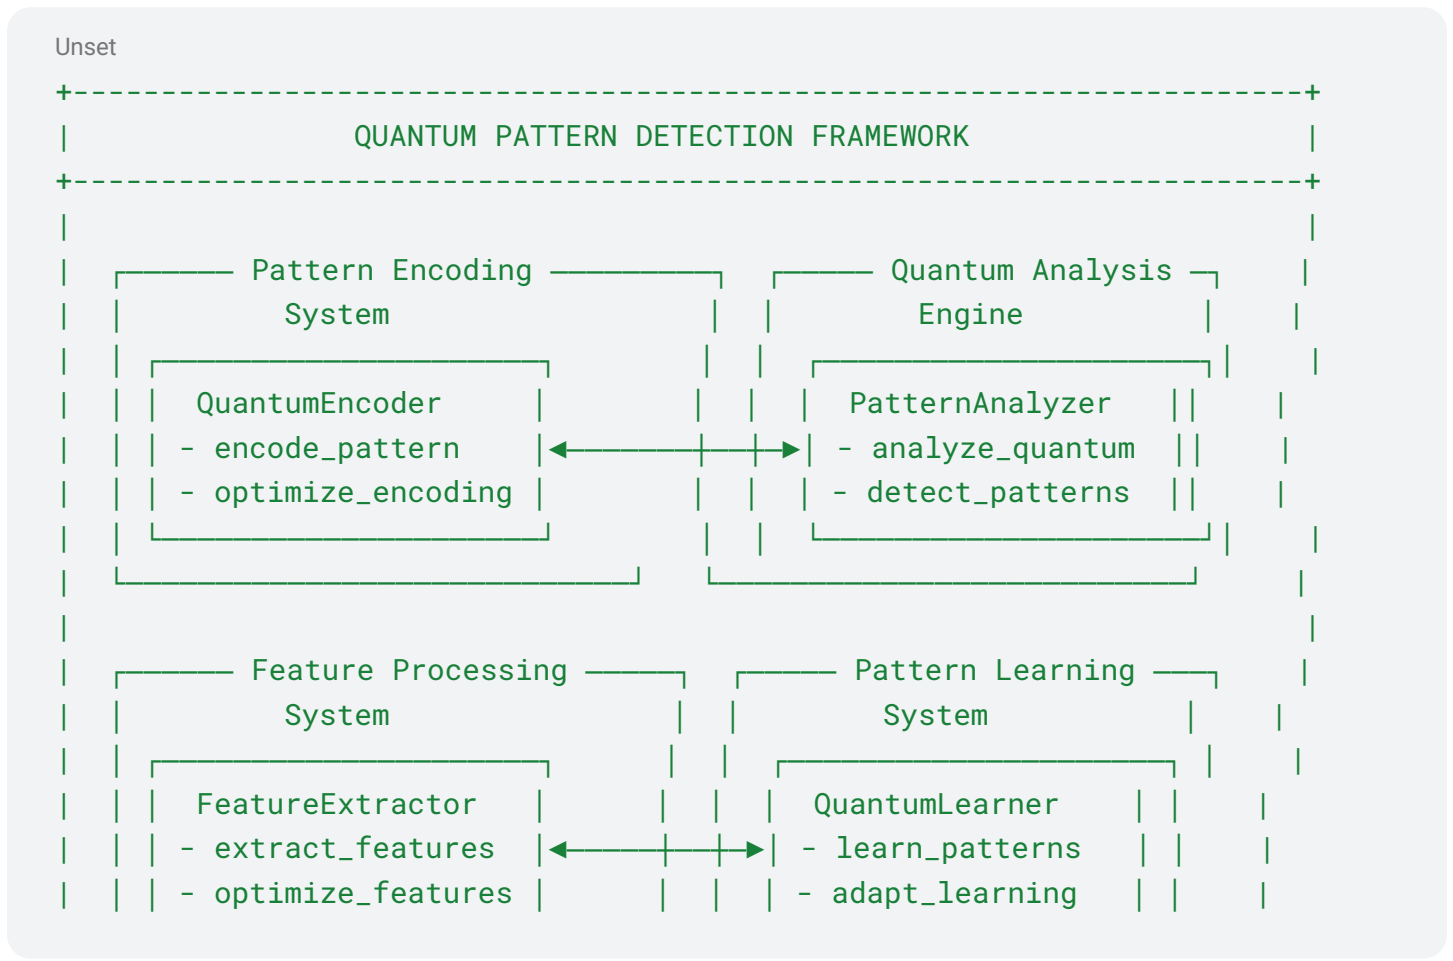 Unset
QUANTUM PATTERN DETECTION FRAMEWORK
Pattern Encoding Quantum Analysis
System Engine
QuantumEncoder PatternAnalyzer
- encode_pattern - analyze_quantum
- optimize_encoding - detect_patterns
Feature Processing Pattern Learning
System System
FeatureExtractor QuantumLearner
- extract_features - learn_patterns
- optimize_features - adapt_learning